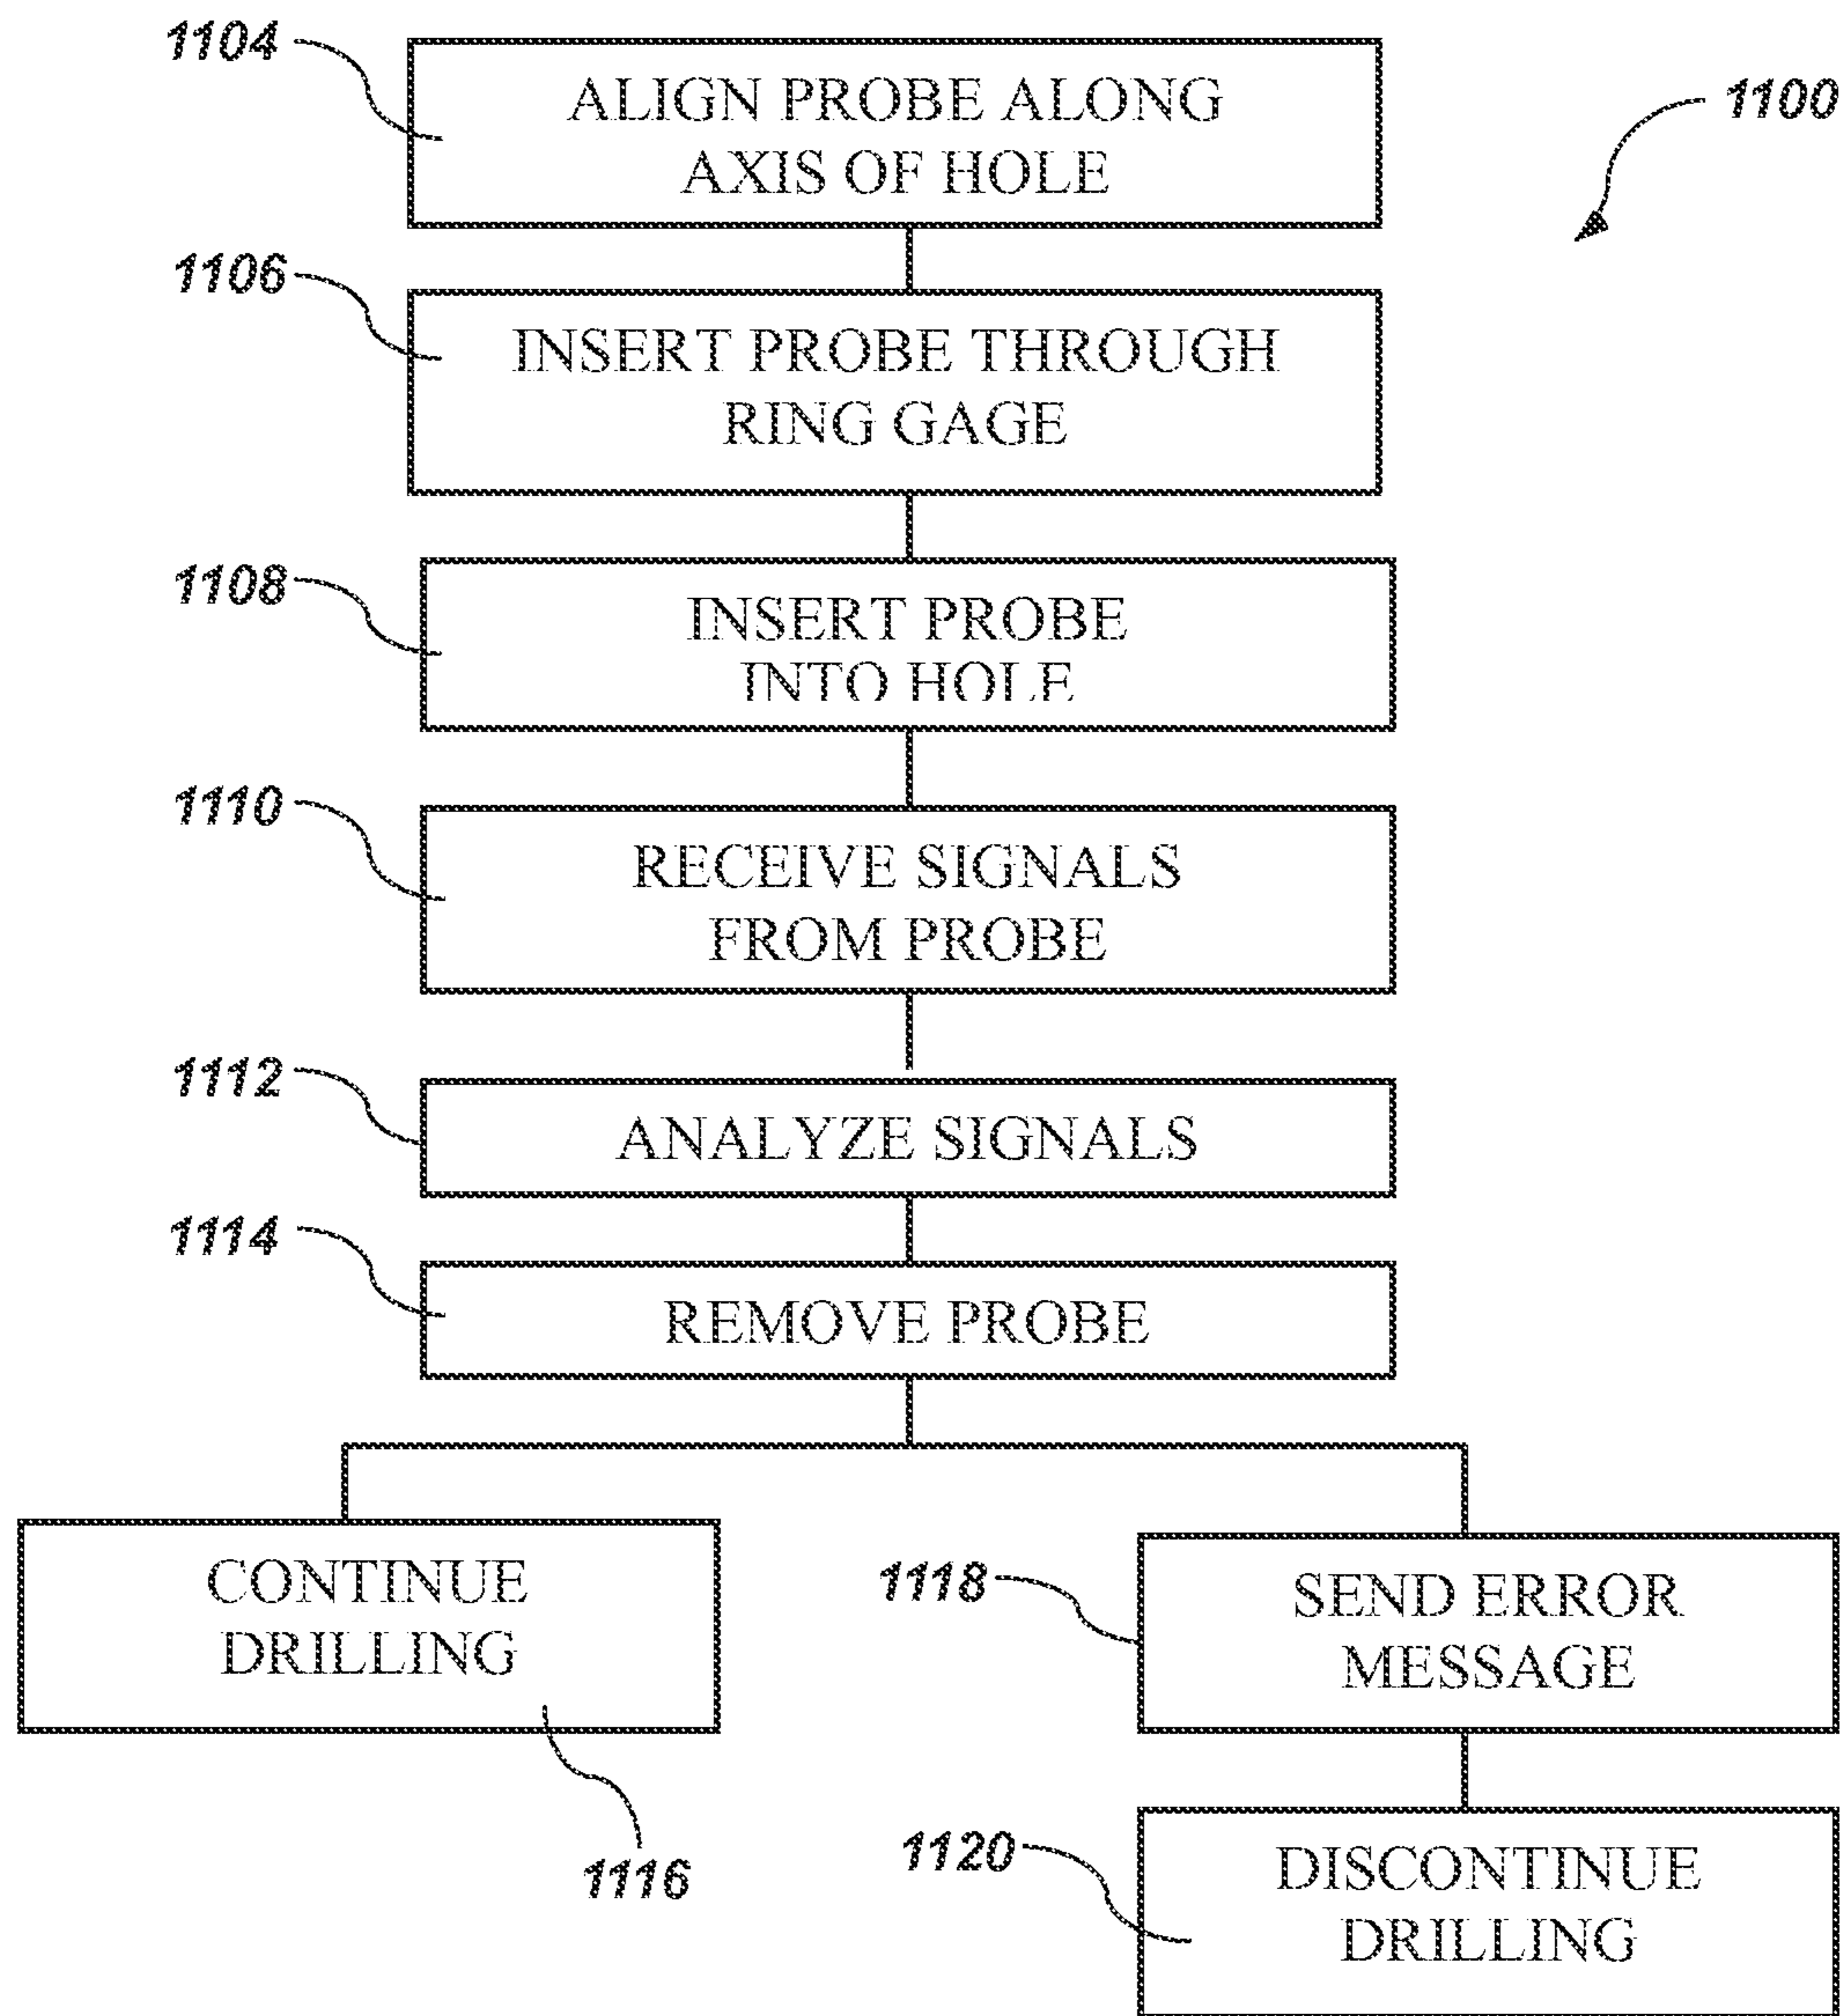 1104
ALIGN PROBE ALONG
AXIS OF HOLE
1100
1106
INSERT PROBE THROUGH
RING GAGE
1108
INSERT PROBE
INTO HOLE
1110
RECEIVE SIGNALS
FROM PROBE
1112
ANALYZE SIGNALS
1114
REMOVE PROBE
CONTINUE
DRILLING
1116
1118
SEND ERROR
MESSAGE
1120
DISCONTINUE
DRILLING